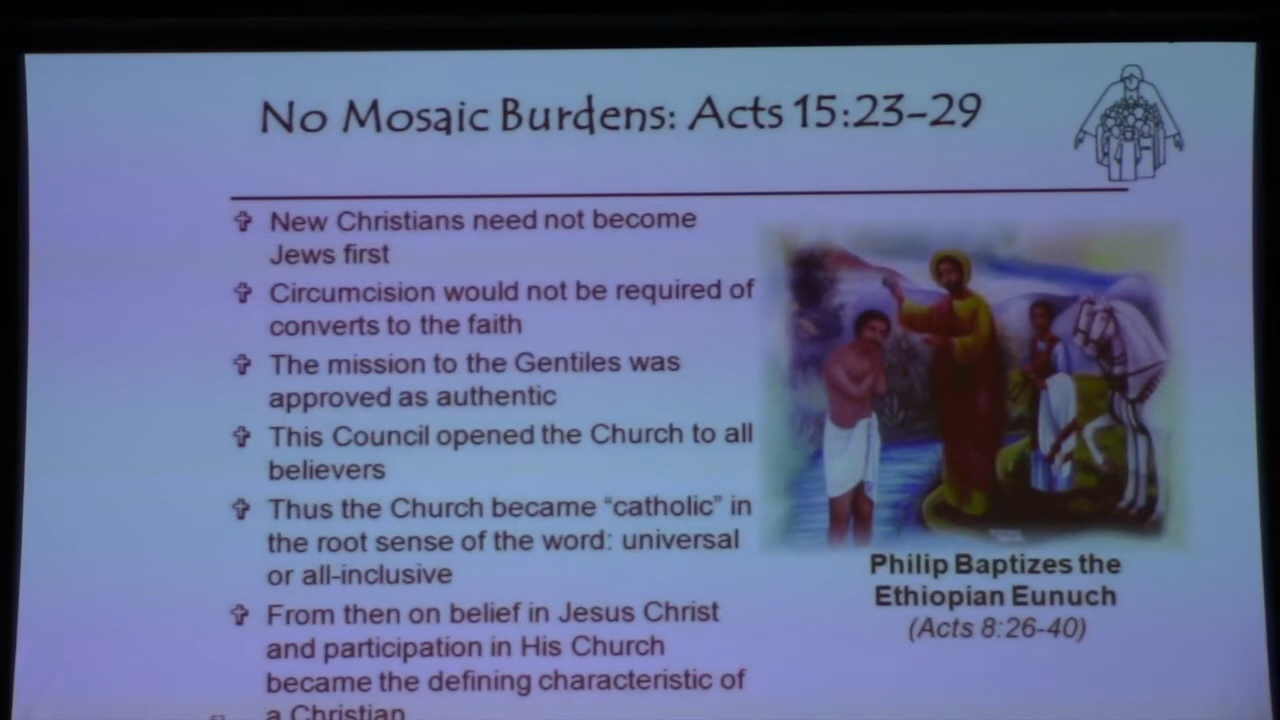 No Mosaic Burdens: Acts 15:23–29
New Christians need not become
Jews first
Circumcision would not be required of
converts to the faith
The mission to the Gentiles was
approved as authentic
This Council opened the Church to all
believers
Thus the Church became “catholic” in
the root sense of the word: universal
or all-inclusive
From then on belief in Jesus Christ
and participation in His Church
became the defining characteristic of
a Christian
Philip Baptizes the
Ethiopian Eunuch
(Acts 8:26-40)